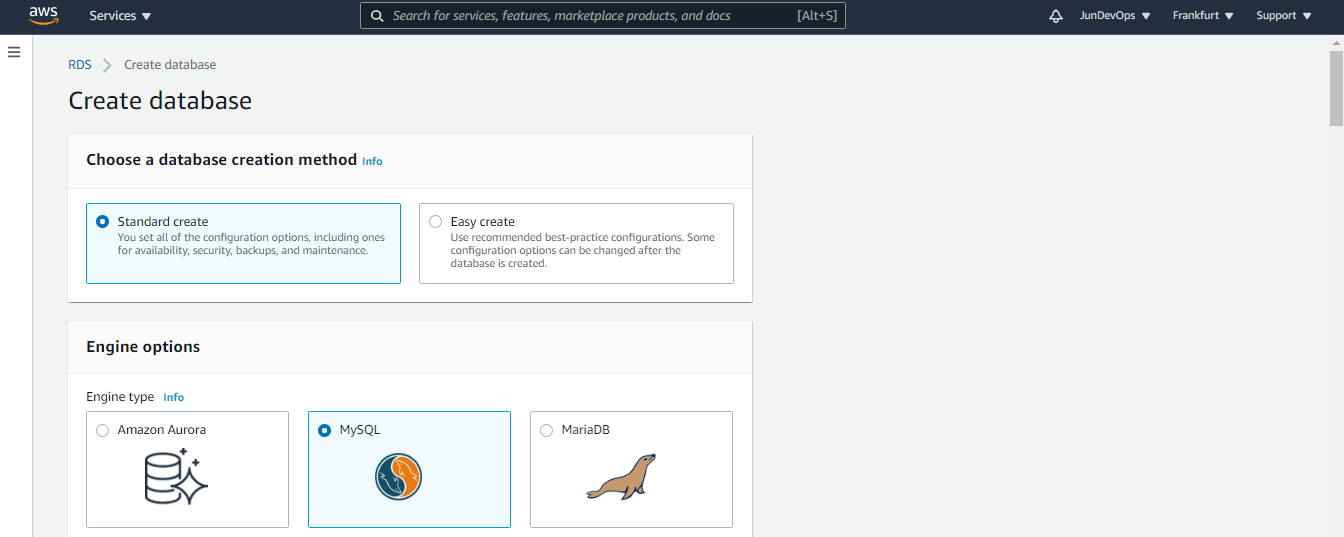 aws
Services
Search for services, features, marketplace products, and docs [Alt+S]
JunDevOps
Frankfurt
Support
RDS
Create database
Create database
Choose a database creation method Info
Standard create
You set all of the configuration options, including ones
for availability, security, backups, and maintenance.
Easy create
Use recommended best-practice configurations. Some
configuration options can be changed after the
database is created.
Engine options
Engine type Info
Amazon Aurora
MySQL
MariaDB